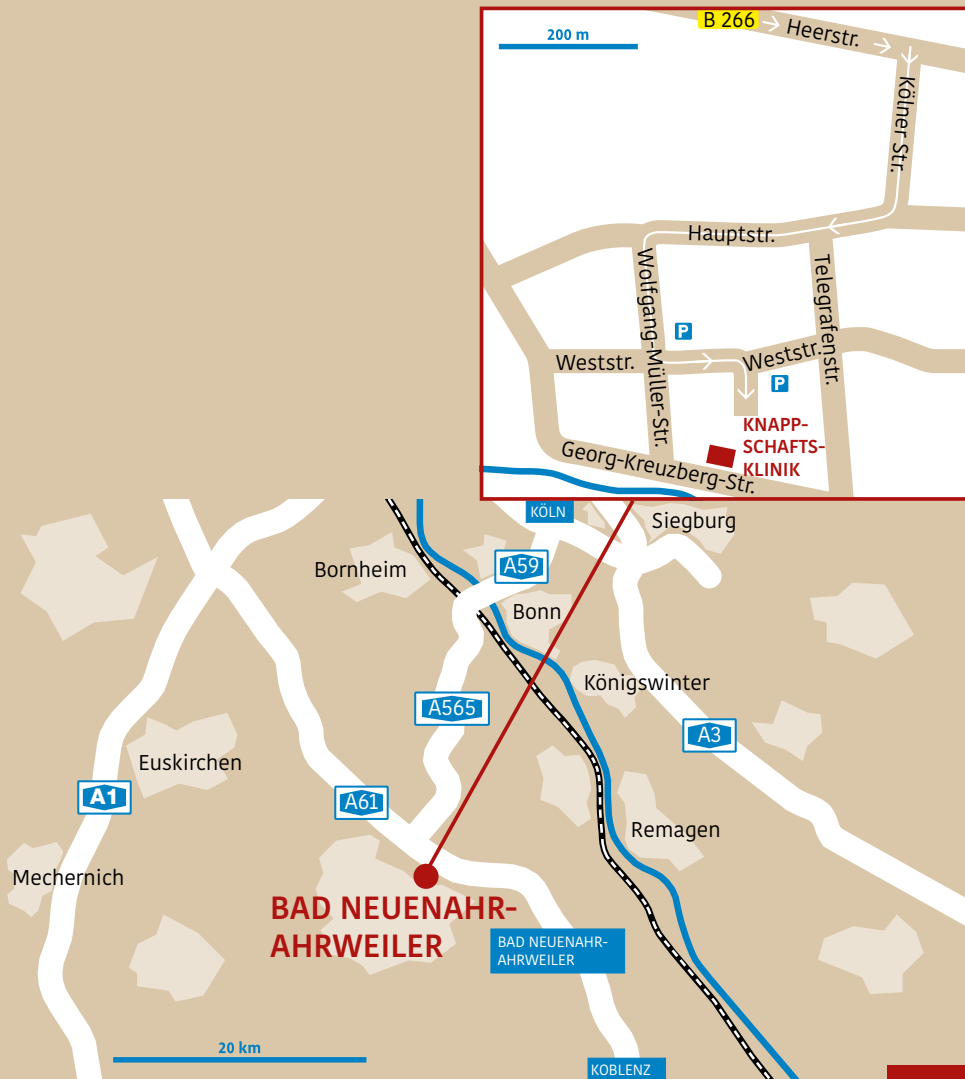 B 266
Heerstr.
200 m
Kölner Str.
Hauptstr.
Wolfgang-Müller-Str.
Telegrafenstr.
P
Weststr.
Weststr.
P
KNAPP-
SCHAFTS-
KLINIK
Georg-Kreuzberg-Str.
KÖLN
Siegburg
Bornheim
A59
Bonn
Königswinter
A565
A3
Euskirchen
A1
A61
Remagen
Mechernich
BAD NEUENAHR-
AHRWEILER
BAD NEUENAHR-
AHRWEILER
20 km
KOBLENZ